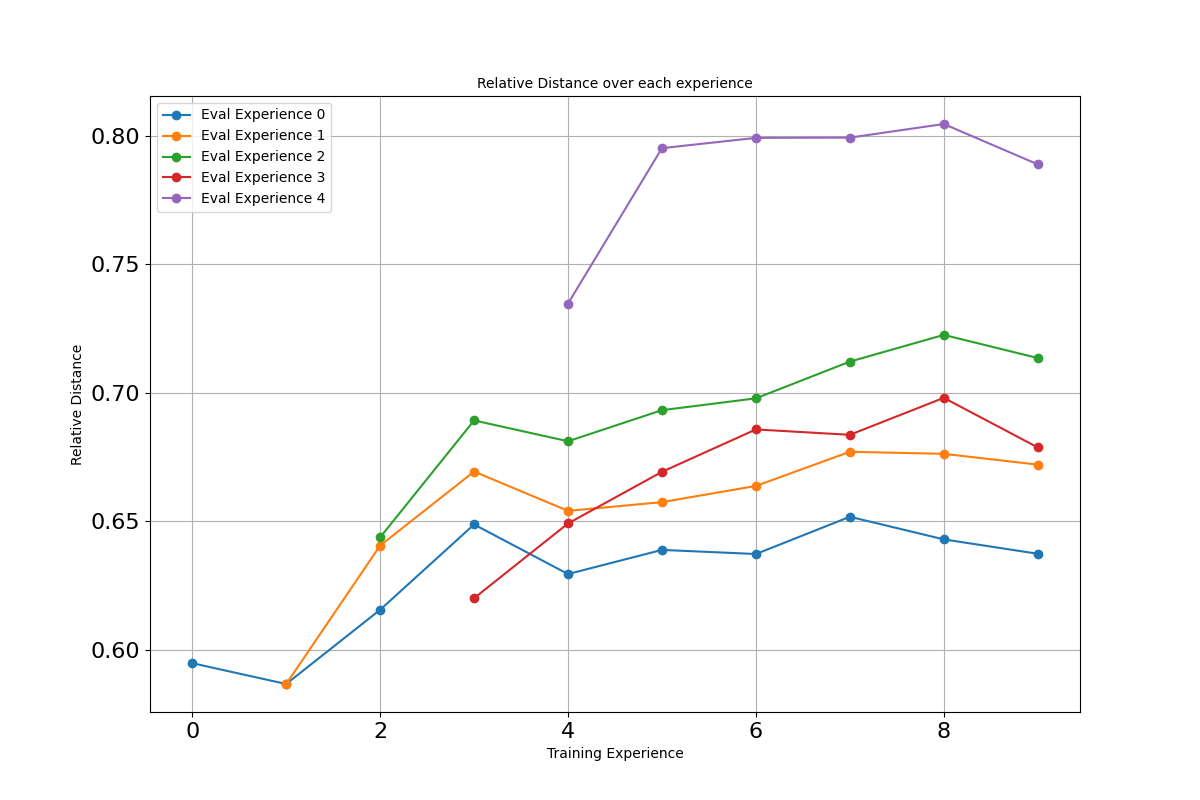 Relative Distance over each experience
Eval Experience 0
Eval Experience 1
Eval Experience 2
Eval Experience 3
Eval Experience 4
0.80
0.75
0.70
0.65
0.60
Relative Distance
0 2 4 6 8
Training Experience